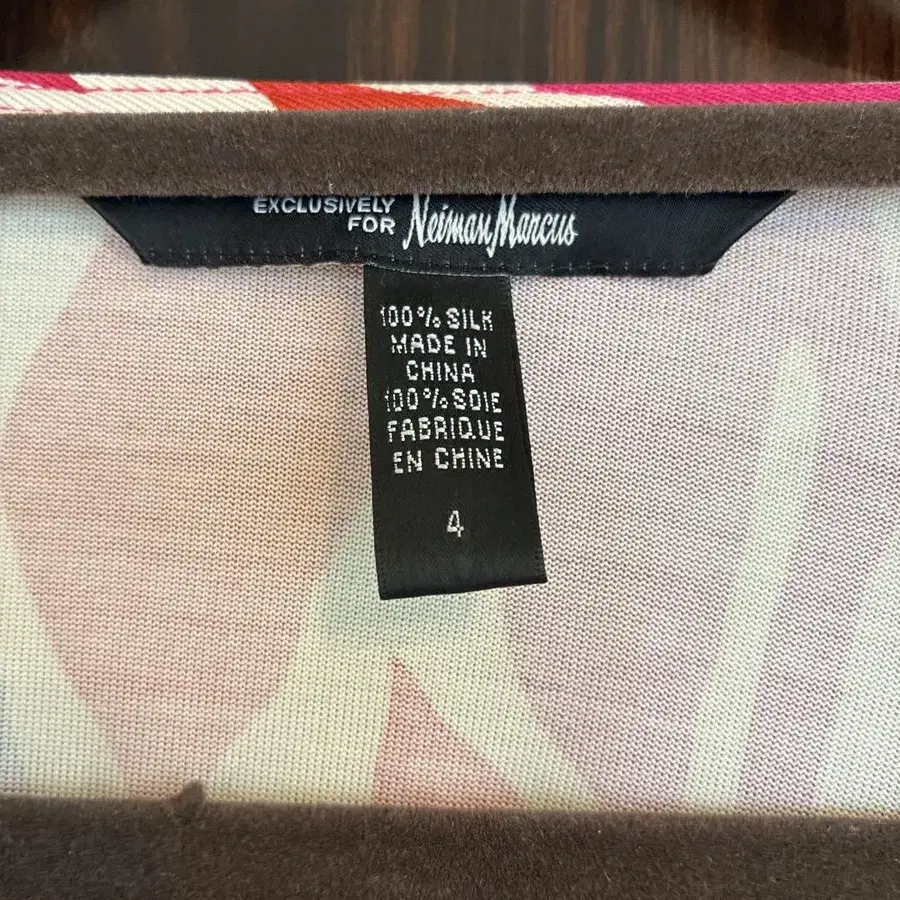 EXCLUSIVELY
FOR Neiman Marcus
100% SILK
MADE IN
CHINA
100% SOIE
FABRIQUE
EN CHINE
4